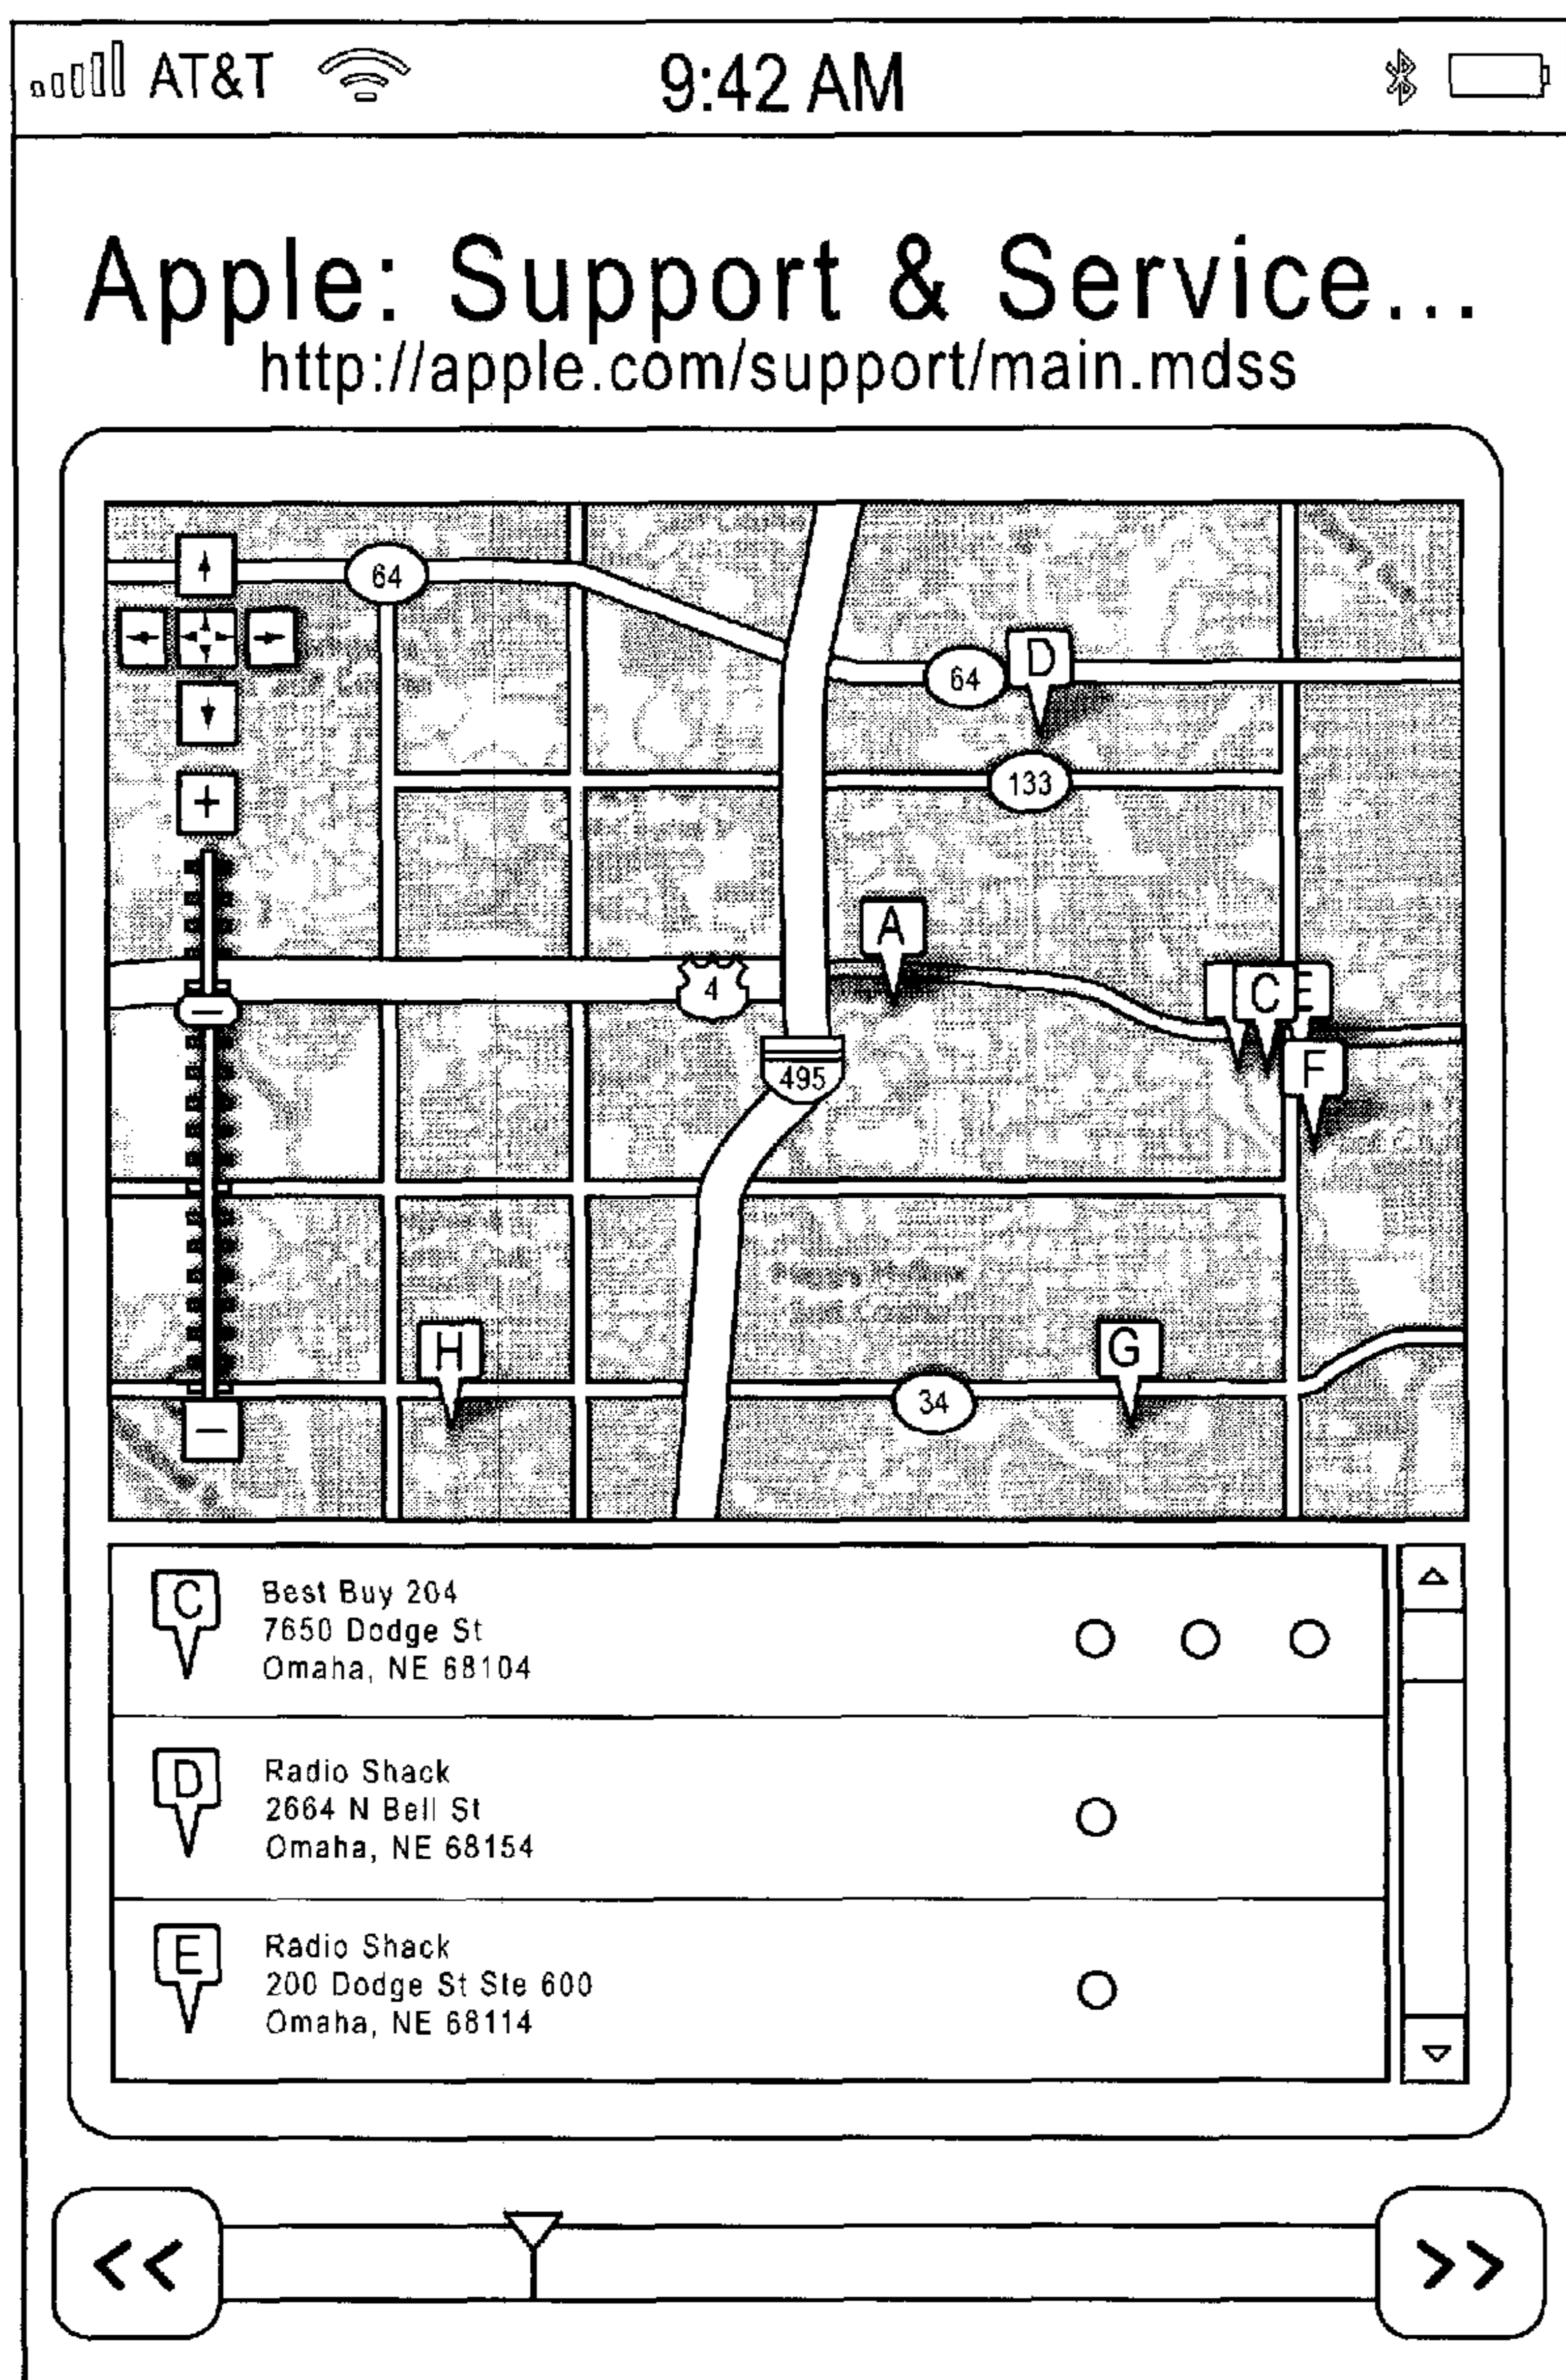 AT&T 9:42 AM
Apple: Support & Service...
http://apple.com/support/main.mdss
64
64
D
133
A
4
C E
495
F
H
G
34
C
Best Buy 204
7650 Dodge St
Omaha, NE 68104
D
Radio Shack
2664 N Bell St
Omaha, NE 68154
E
Radio Shack
200 Dodge St Ste 600
Omaha, NE 68114
<< >>